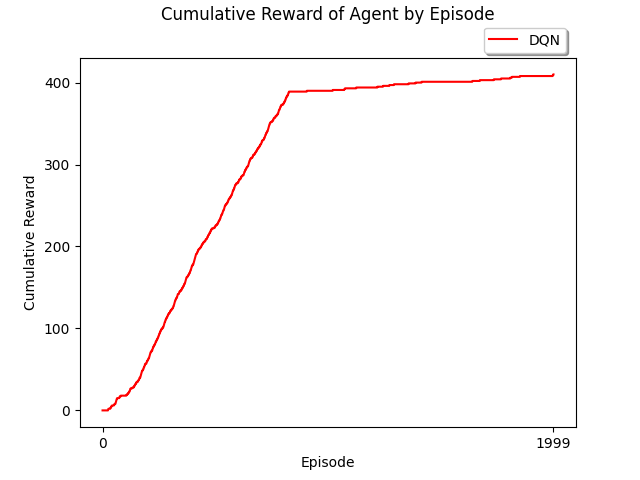 Cumulative Reward of Agent by Episode
DQN
400
300
200
100
0
Cumulative Reward
0
1999
Episode